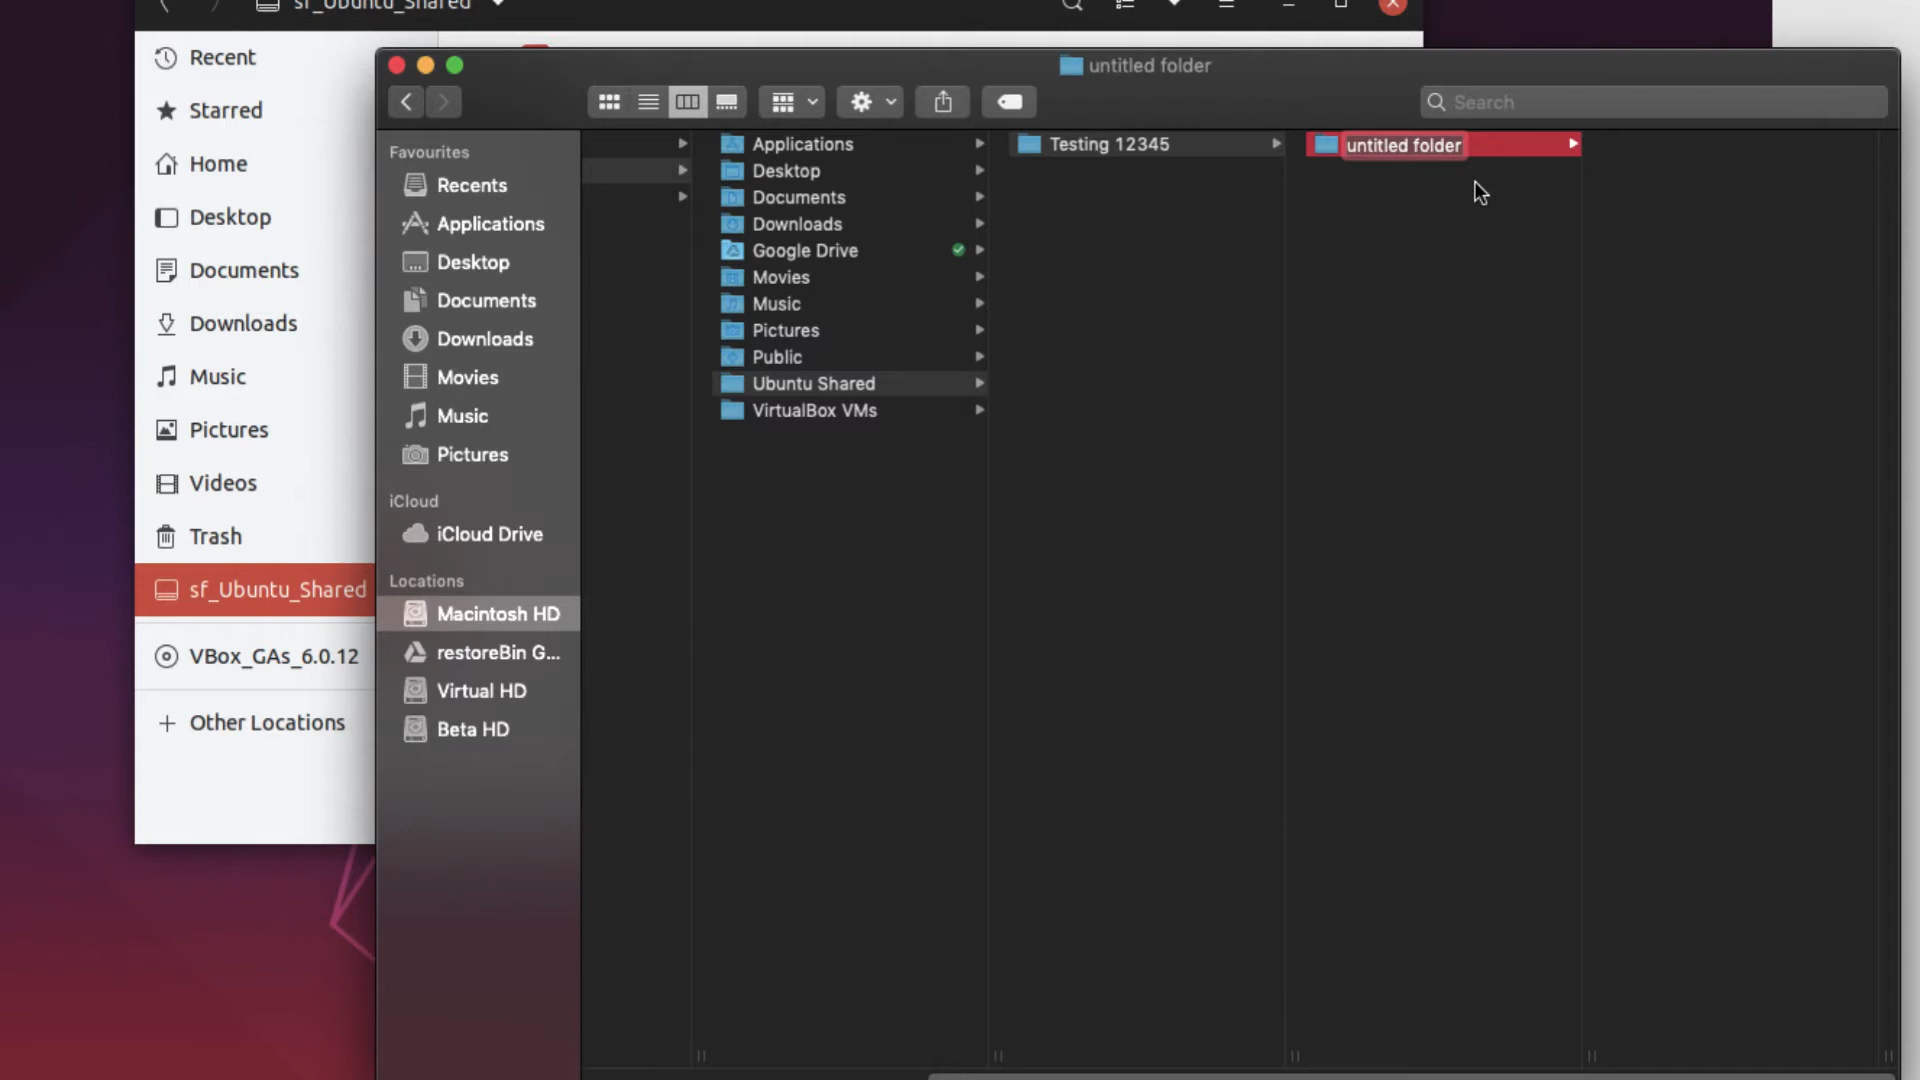 sf_Ubuntu_Shared
Recent
Starred
Home
Desktop
Documents
Downloads
Music
Pictures
Videos
Trash
sf_Ubuntu_Shared
VBox_GAs_6.0.12
Other Locations
untitled folder
Search
Favourites
Recents
Applications
Desktop
Documents
Downloads
Movies
Music
Pictures
iCloud
iCloud Drive
Locations
Macintosh HD
restoreBin G...
Virtual HD
Beta HD
Applications
Desktop
Documents
Downloads
Google Drive
Movies
Music
Pictures
Public
Ubuntu Shared
VirtualBox VMs
Testing 12345
untitled folder